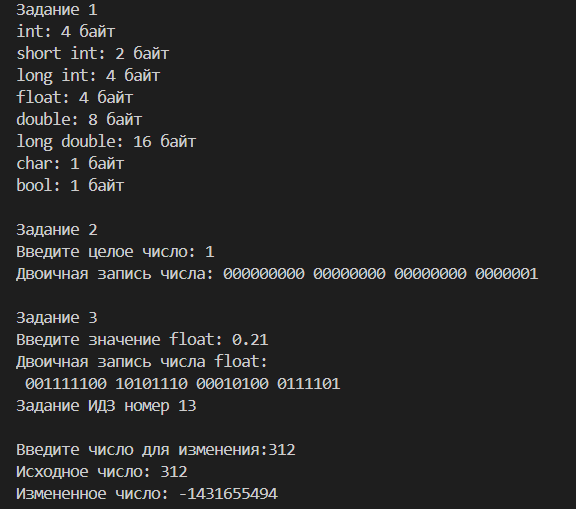 Задание 1
int: 4 байт
short int: 2 байт
long int: 4 байт
float: 4 байт
double: 8 байт
long double: 16 байт
char: 1 байт
bool: 1 байт
Задание 2
Введите целое число: 1
Двоичная запись числа: 000000000 00000000 00000000 0000001
Задание 3
Введите значение float: 0.21
Двоичная запись числа float:
001111100 10101110 00010100 0111101
Задание ИДЗ номер 13
Введите число для изменения:312
Исходное число: 312
Измененное число: -1431655494